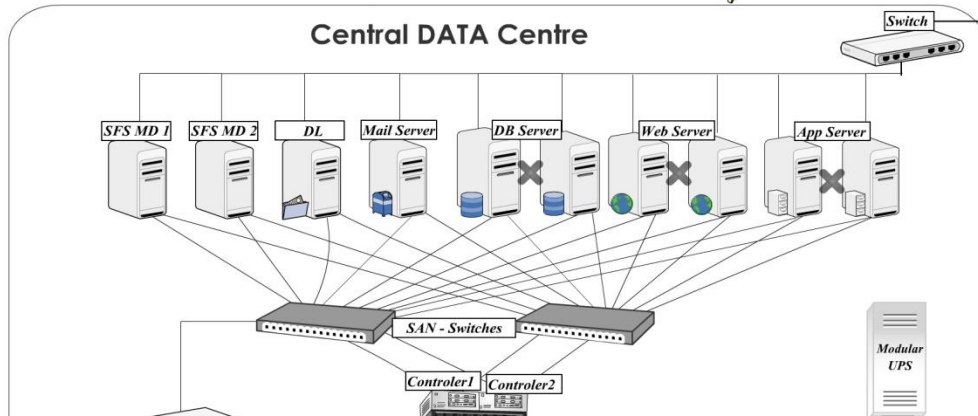 Central DATA Centre
Switch
SFS MD 1
SFS MD 2
DL
Mail Server
DB Server
Web Server
App Server
SAN - Switches
Modular
UPS
Controler1
Controler2